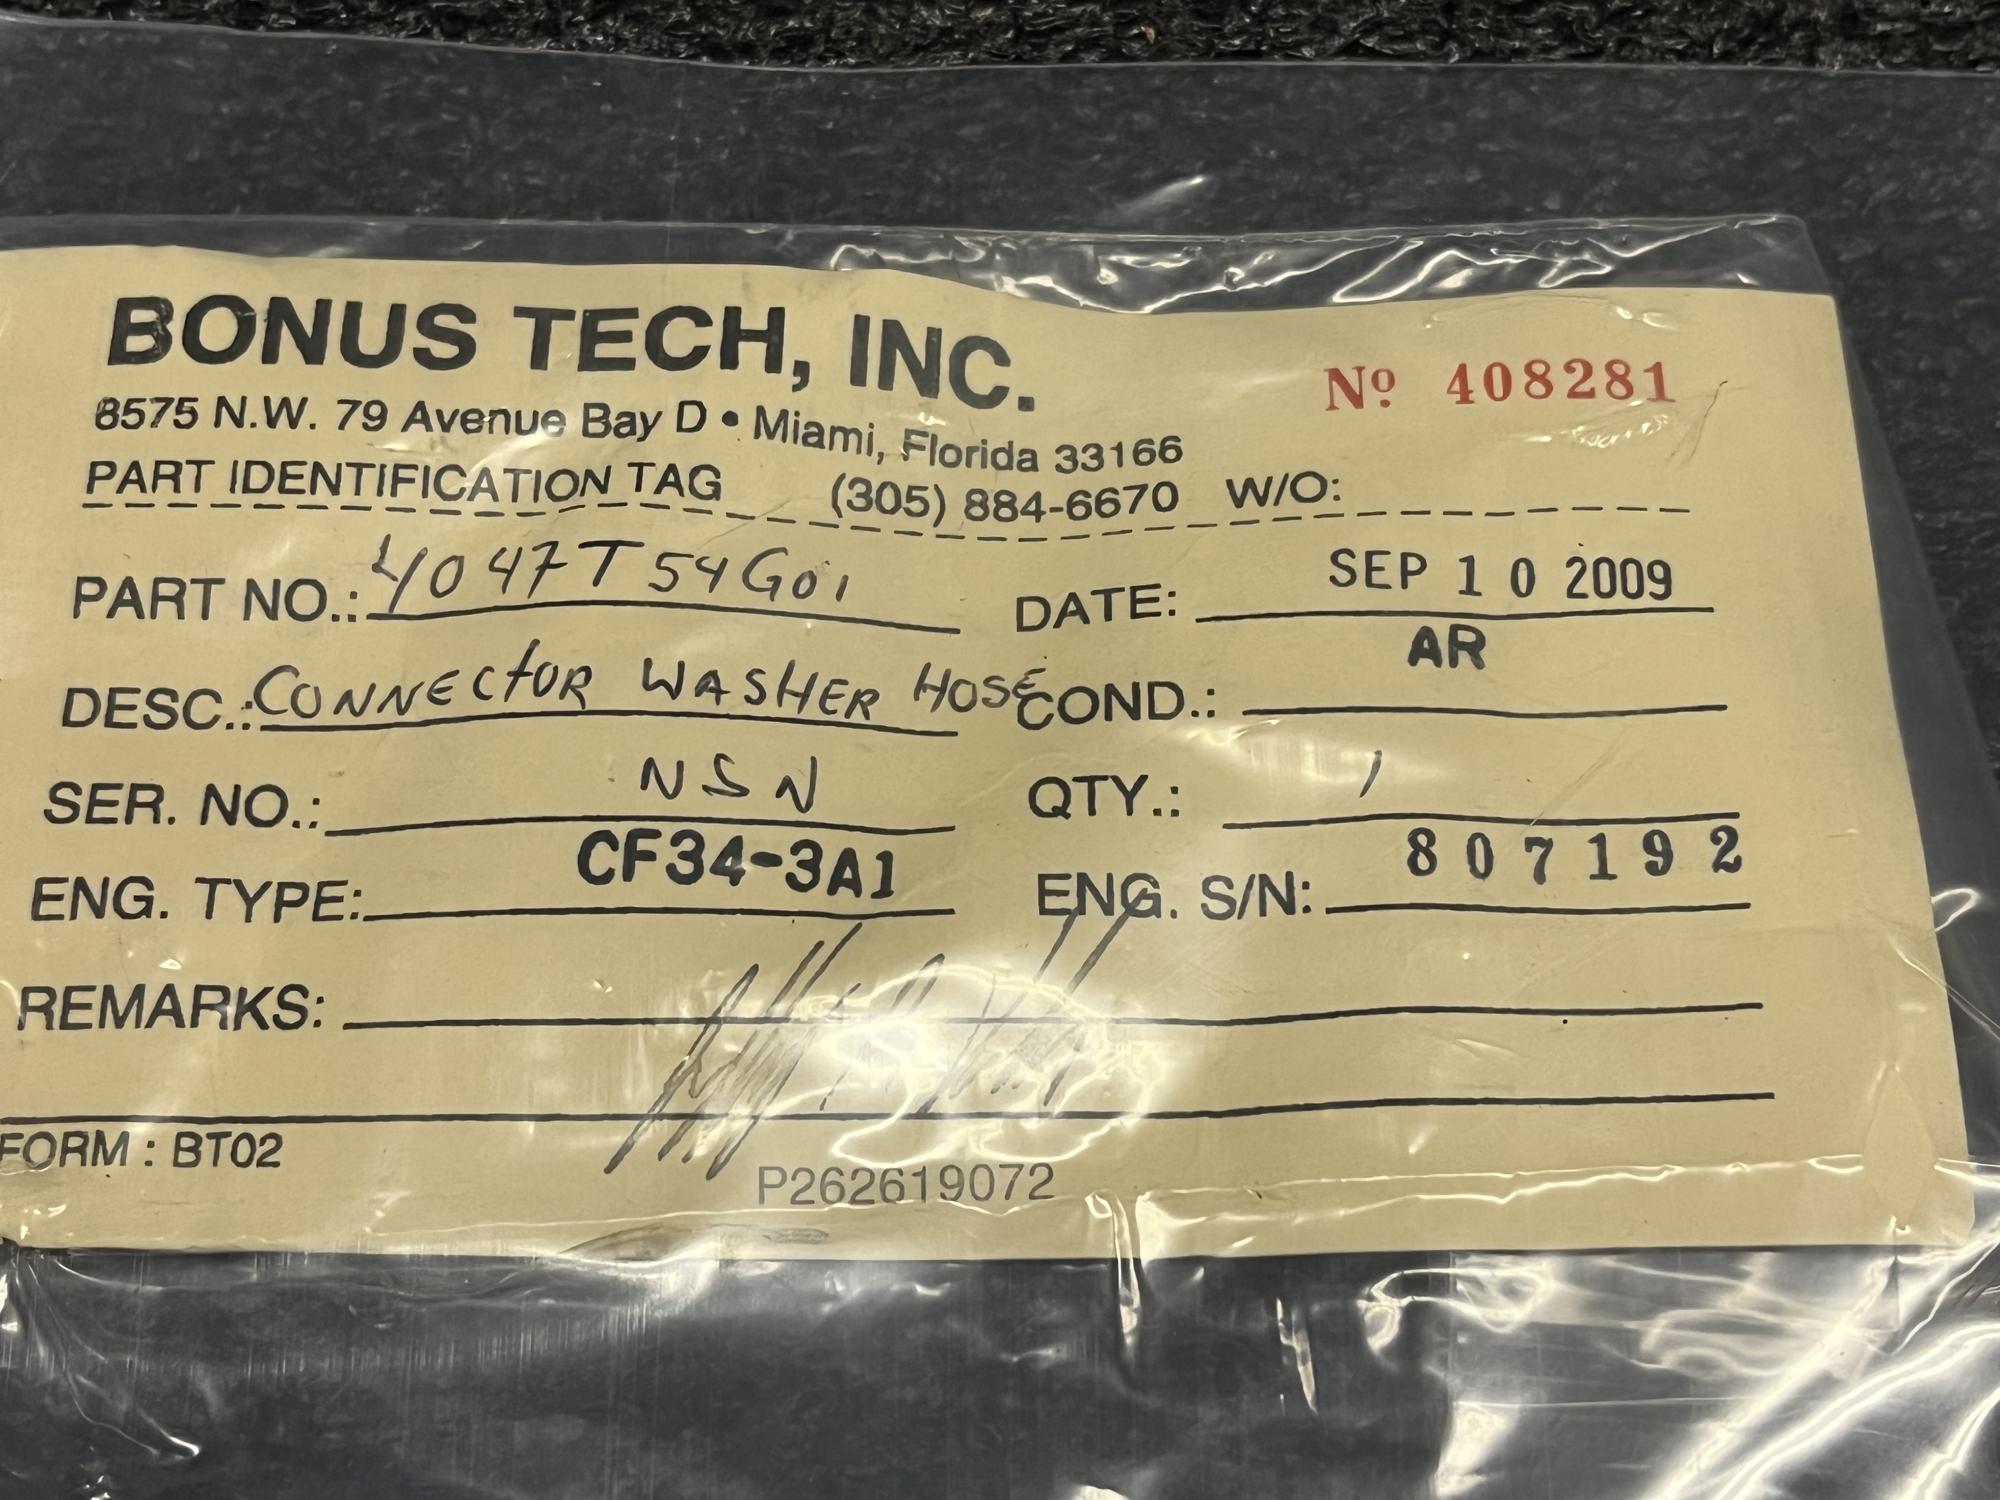 BONUS TECH, INC.
Nº 408281
8575 N.W. 79 Avenue Bay D • Miami, Florida 33166
PART IDENTIFICATION TAG (305) 884-6670 W/O:
PART NO.: 4047T54G01 DATE: SEP 10 2009
DESC.: CONNECTOR WASHER HOSE COND.: AR
SER. NO.: NSN QTY.: 1
ENG. TYPE: CF34-3A1 ENG. S/N: 807192
REMARKS:
FORM : BT02
P262619072